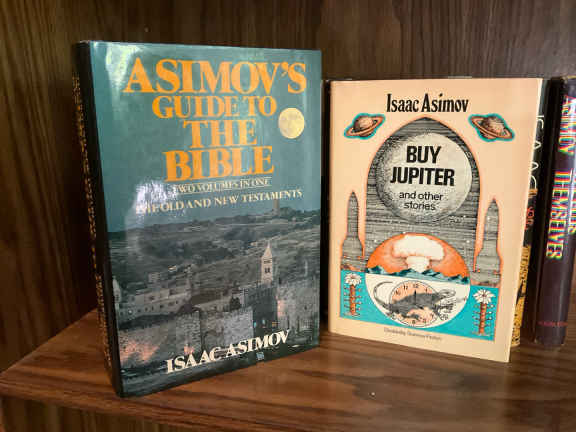 ASIMOV'S
GUIDE TO
THE
BIBLE
TWO VOLUMES IN ONE
THE OLD AND NEW TESTAMENTS
ISAAC ASIMOV
Isaac Asimov
BUY
JUPITER
and other
stories
Doubleday Science Fiction
ISAAC
ASIMOV
THEMSELVES